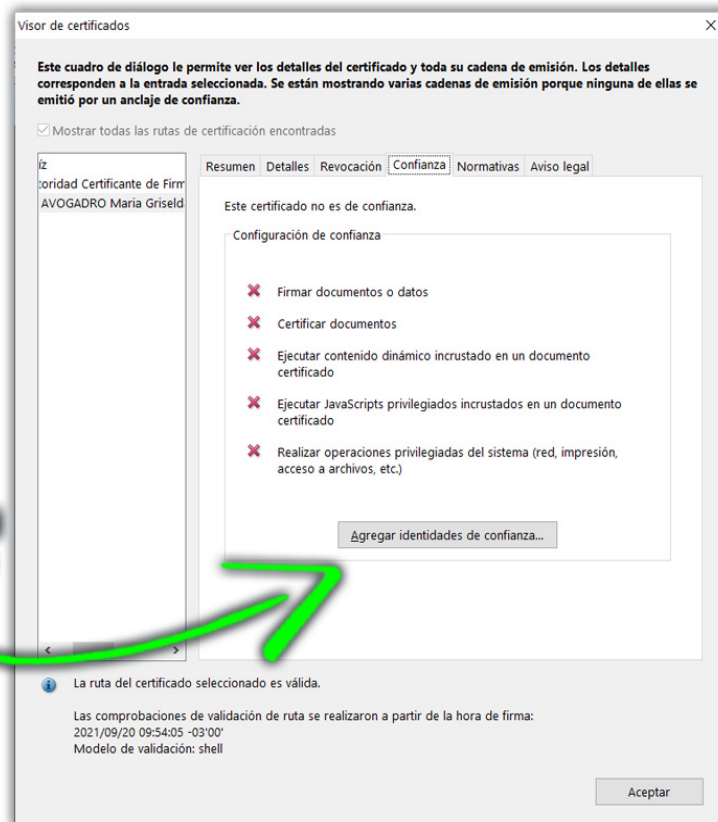 Visor de certificados
Este cuadro de diálogo le permite ver los detalles del certificado y toda su cadena de emisión. Los detalles
corresponden a la entrada seleccionada. Se están mostrando varias cadenas de emisión porque ninguna de ellas se
emitió por un anclaje de confianza.
Mostrar todas las rutas de certificación encontradas
íz
toridad Certificante de Firm
AVOGADRO Maria Griseld
Resumen Detalles Revocación Confianza Normativas Aviso legal
Este certificado no es de confianza.
Configuración de confianza
Firmar documentos o datos
Certificar documentos
Ejecutar contenido dinámico incrustado en un documento
certificado
Ejecutar JavaScripts privilegiados incrustados en un documento
certificado
Realizar operaciones privilegiadas del sistema (red, impresión,
acceso a archivos, etc.)
Agregar identidades de confianza...
La ruta del certificado seleccionado es válida.
Las comprobaciones de validación de ruta se realizaron a partir de la hora de firma:
2021/09/20 09:54:05 -03'00'
Modelo de validación: shell
Aceptar